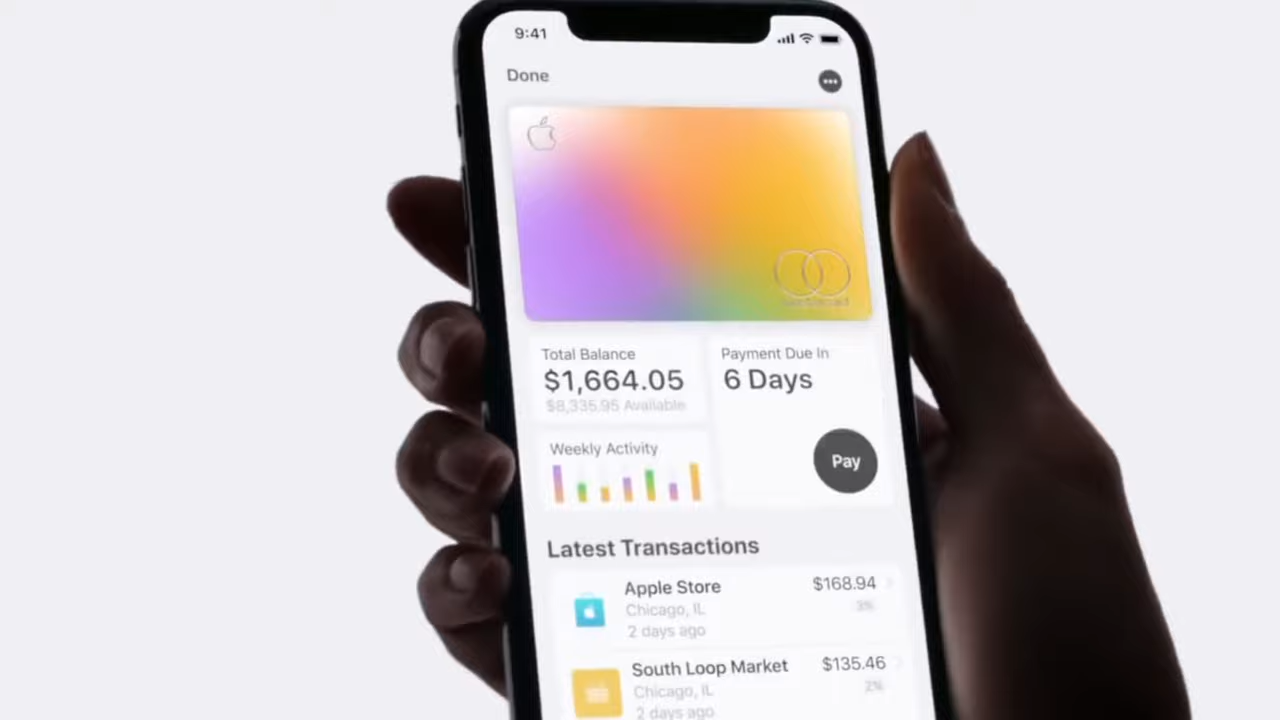 9:41
Done
Total Balance
$1,664.05
$8,335.95 Available
Payment Due In
6 Days
Pay
Weekly Activity
Latest Transactions
Apple Store
$168.94
Chicago, IL
3%
2 days ago
South Loop Market
$135.46
Chicago, IL
2%
2 days ago